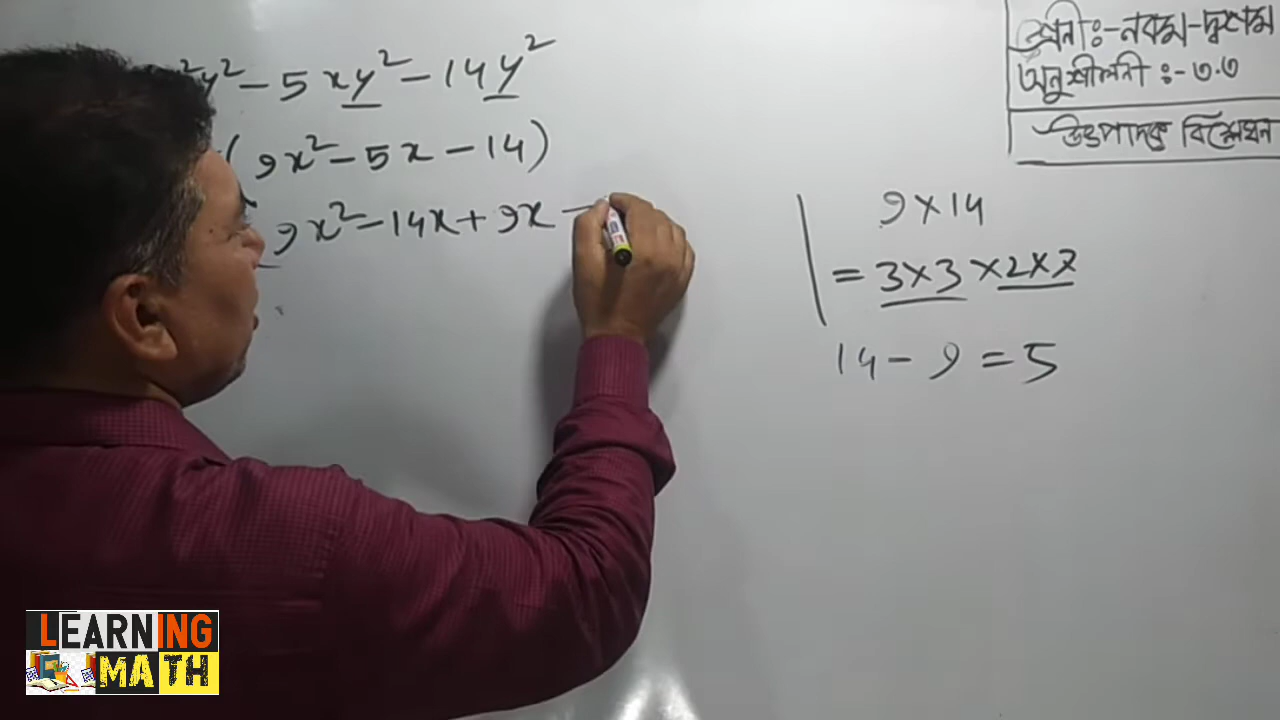 ²y² - 5xy² - 14y²
(9x² - 5x - 14)
9x² - 14x + 9x -
শ্রেনী ঃ- নবম - দশম
অনুশীলনী ঃ- ৩.৩
উৎপাদক বিশ্লেষন
9 × 14
= 3×3 × 2×7
14 - 9 = 5
LEARNING
MATH